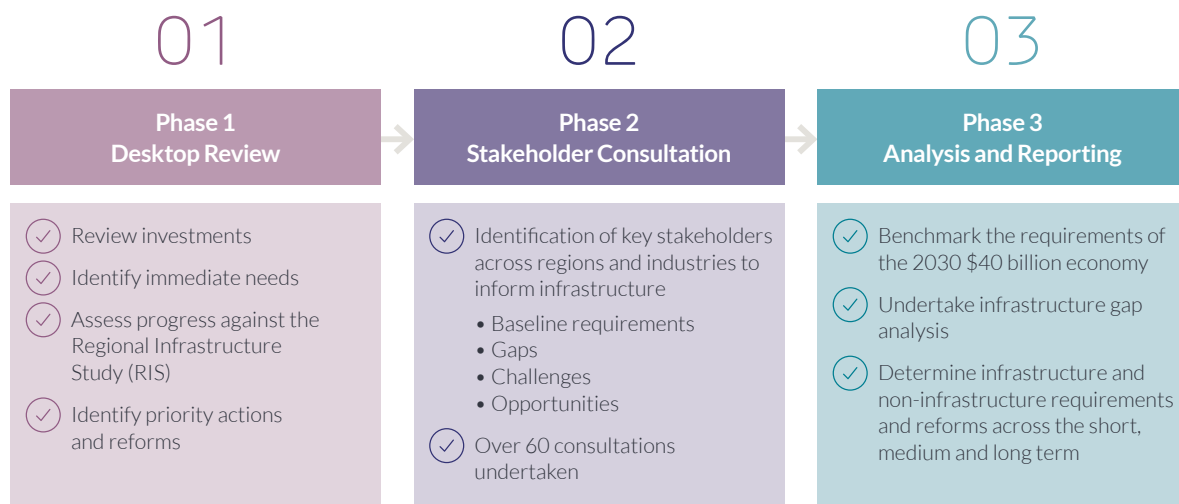 01
Phase 1
Desktop Review
Review investments
Identify immediate needs
Assess progress against the
Regional Infrastructure
Study (RIS)
Identify priority actions
and reforms
02
Phase 2
Stakeholder Consultation
Identification of key stakeholders
across regions and industries to
inform infrastructure
• Baseline requirements
• Gaps
• Challenges
• Opportunities
Over 60 consultations
undertaken
03
Phase 3
Analysis and Reporting
Benchmark the requirements of
the 2030 $40 billion economy
Undertake infrastructure gap
analysis
Determine infrastructure and
non-infrastructure requirements
and reforms across the short,
medium and long term